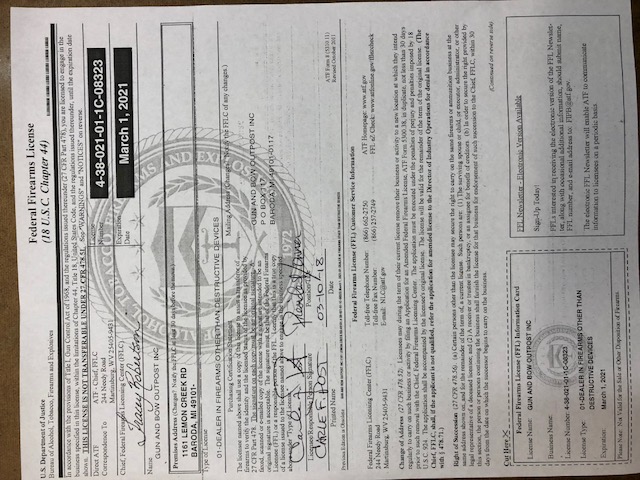 U.S. Department of Justice
Bureau of Alcohol, Tobacco, Firearms and Explosives
Federal Firearms License
(18 U.S.C. Chapter 44)
In accordance with the provisions of Title I, Gun Control Act of 1968, and the regulations issued thereunder (27 CFR Part 478), you are licensed to engage in the
business specified in this license, within the limitations of Chapter 44, Title 18, United States Code, and the regulations issued thereunder, until the expiration date
shown. THIS LICENSE IS NOT TRANSFERABLE UNDER 27 CFR 478.51. See "WARNINGS" and "NOTICES" on reverse.
Direct ATF
Correspondence To
ATF - Chief, FFLC
244 Needy Road
Martinsburg, WV 25405-9431
License
Number
4-38-021-01-1C-08323
Chief, Federal Firearms Licensing Center (FFLC)
Tracey Robertson
Expiration
Date
March 1, 2021
Name
GUN AND BOW OUTPOST INC
Premises Address (Changes? Notify the FFLC at least 30 days before the move.)
1161 LEMON CREEK RD
BARODA, MI 49101-
Type of License
01-DEALER IN FIREARMS OTHER THAN DESTRUCTIVE DEVICES
Purchasing Certification Statement
The licensee named above shall use a copy of this license to assist a transferor of
firearms to verify the identity and the licensed status of the licensee as provided by
27 CFR Part 478. The signature on each copy must be an original signature. A
faxed, scanned or e-mailed copy of the license with a signature intended to be an
original signature is acceptable. The signature must be that of the Federal Firearms
Licensee (FFL) or a responsible person of the FFL. I certify that this is a true copy
of a license issued to the licensee named above to engage in the business specified
above under "Type of License."
Mailing Address (Changes? Notify the FFLC of any changes.)
GUN AND BOW OUTPOST INC
P O BOX 117
BARODA, MI 49101-0117
1972
Licensee/Responsible Person Signature
Position/Title
CARLE F. POST
03-10-18
Printed Name
Date
Previous Edition is Obsolete
ATF Form 8 (5310.11)
Revised October 2011
Federal Firearms License (FFL) Customer Service Information
Federal Firearms Licensing Center (FFLC)
244 Needy Road
Martinsburg, WV 25405-9431
Toll-free Telephone Number: (866) 662-2750
Toll-free Fax Number: (866) 257-2749
E-mail: NLC@atf.gov
ATF Homepage: www.atf.gov
FFL eZ Check: www.atfonline.gov/fflezcheck
Change of Address (27 CFR 478.52). Licensees may during the term of their current license remove their business or activity to a new location at which they intend
regularly to carry on such business or activity by filing an Application for an Amended Federal Firearms License, ATF Form 5300.38, in duplicate, not less than 30 days
prior to such removal with the Chief, Federal Firearms Licensing Center. The application must be executed under the penalties of perjury and penalties imposed by 18
U.S.C. 924. The application shall be accompanied by the licensee's original license. The license will be valid for the remainder of the term of the original license. (The
Chief, FFLC, shall, if the applicant is not qualified, refer the application for amended license to the Director of Industry Operations for denial in accordance
with § 478.71.)
Right of Succession (27 CFR 478.56). (a) Certain persons other than the licensee may secure the right to carry on the same firearms or ammunition business at the
same address shown on, and for the remainder of the term of, a current license. Such persons are: (1) The surviving spouse or child, or executor, administrator, or other
legal representative of a deceased licensee; and (2) A receiver or trustee in bankruptcy, or an assignee for benefit of creditors. (b) In order to secure the right provided by
this section, the person or persons continuing the business shall furnish the license for that business for endorsement of such succession to the Chief, FFLC, within 30
days from the date on which the successor begins to carry on the business.
(Continued on reverse side)
Cut Here
Federal Firearms License (FFL) Information Card
License Name: GUN AND BOW OUTPOST INC
Business Name:
License Number: 4-38-021-01-1C-08323
License Type: 01-DEALER IN FIREARMS OTHER THAN
DESTRUCTIVE DEVICES
Expiration: March 1, 2021
Please Note: Not Valid for the Sale or Other Disposition of Firearms.
FFL Newsletter - Electronic Version Available
Sign-Up Today!
FFLs interested in receiving the electronic version of the FFL Newslet-
ter, along with occasional additional information, should submit name,
FFL number, and e-mail address to: FIPB@atf.gov.
The electronic FFL Newsletter will enable ATF to communicate
information to licensees on a periodic basis.